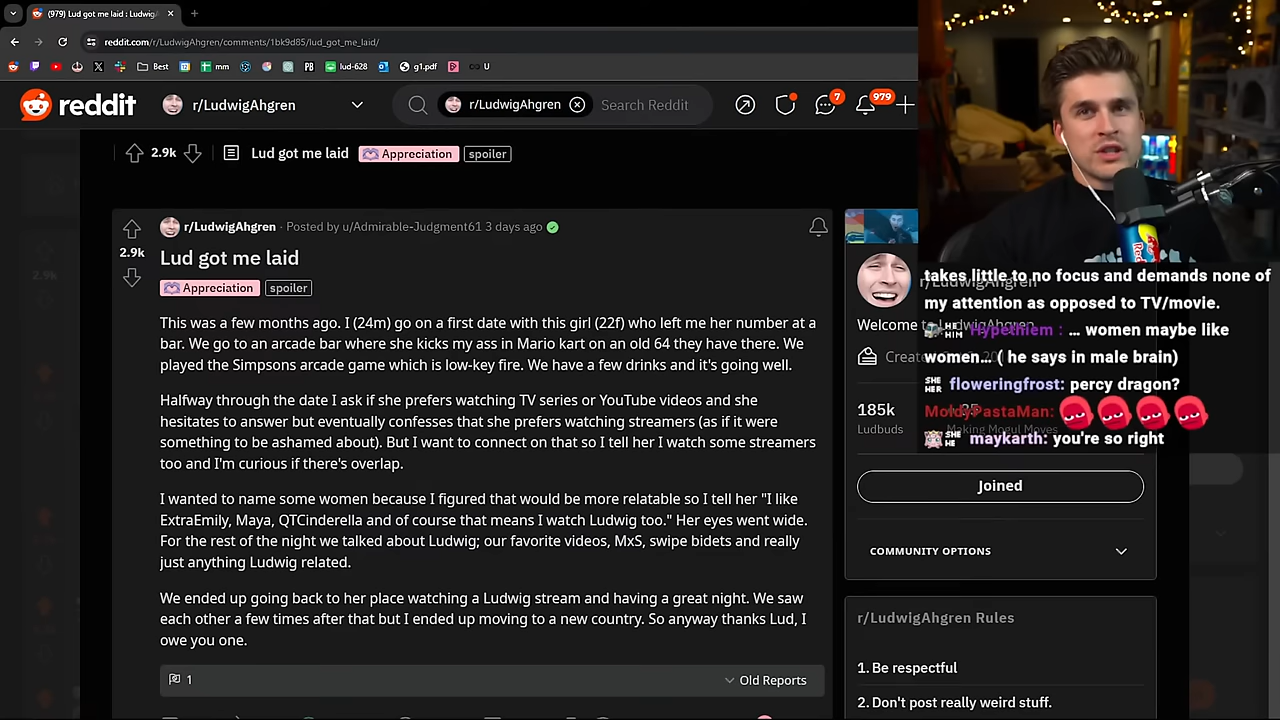 (979) Lud got me laid : Ludwig
reddit.com/r/LudwigAhgren/comments/1bk9d85/lud_got_me_laid/
Best
mm
PB
lud-628
g1.pdf
U
reddit
r/LudwigAhgren
r/LudwigAhgren
Search Reddit
7
979
2.9k
Lud got me laid
Appreciation
spoiler
r/LudwigAhgren · Posted by u/Admirable-Judgment61 3 days ago
2.9k
Lud got me laid
Appreciation
spoiler
This was a few months ago. I (24m) go on a first date with this girl (22f) who left me her number at a
bar. We go to an arcade bar where she kicks my ass in Mario kart on an old 64 they have there. We
played the Simpsons arcade game which is low-key fire. We have a few drinks and it's going well.
Halfway through the date I ask if she prefers watching TV series or YouTube videos and she
hesitates to answer but eventually confesses that she prefers watching streamers (as if it were
something to be ashamed about). But I want to connect on that so I tell her I watch some streamers
too and I'm curious if there's overlap.
I wanted to name some women because I figured that would be more relatable so I tell her "I like
ExtraEmily, Maya, QTCinderella and of course that means I watch Ludwig too." Her eyes went wide.
For the rest of the night we talked about Ludwig; our favorite videos, MxS, swipe bidets and really
just anything Ludwig related.
We ended up going back to her place watching a Ludwig stream and having a great night. We saw
each other a few times after that but I ended up moving to a new country. So anyway thanks Lud, I
owe you one.
1
Old Reports
takes little to no focus and demands none of
my attention as opposed to TV/movie.
HIM Hypethiem : ... women maybe like
women... ( he says in male brain)
SHE HER floweringfrost: percy dragon?
MoldyPastaMan:
SHE HE maykarth: you're so right
r/LudwigAhgren
Welcome to LudwigAhgren
185k
Ludbuds
Making Mogul Moves
Joined
COMMUNITY OPTIONS
r/LudwigAhgren Rules
1. Be respectful
2. Don't post really weird stuff.